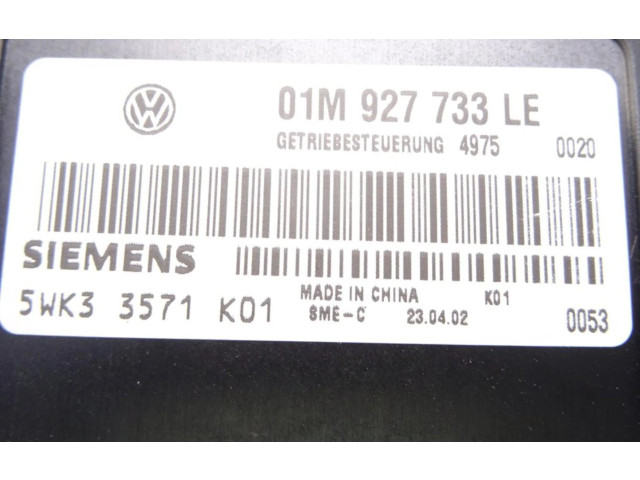 01M 927 733 LE
GETRIEBESTEUERUNG 4975 0020
SIEMENS
MADE IN CHINA K01
5WK3 3571 K01 SME-C 23.04.02 0053